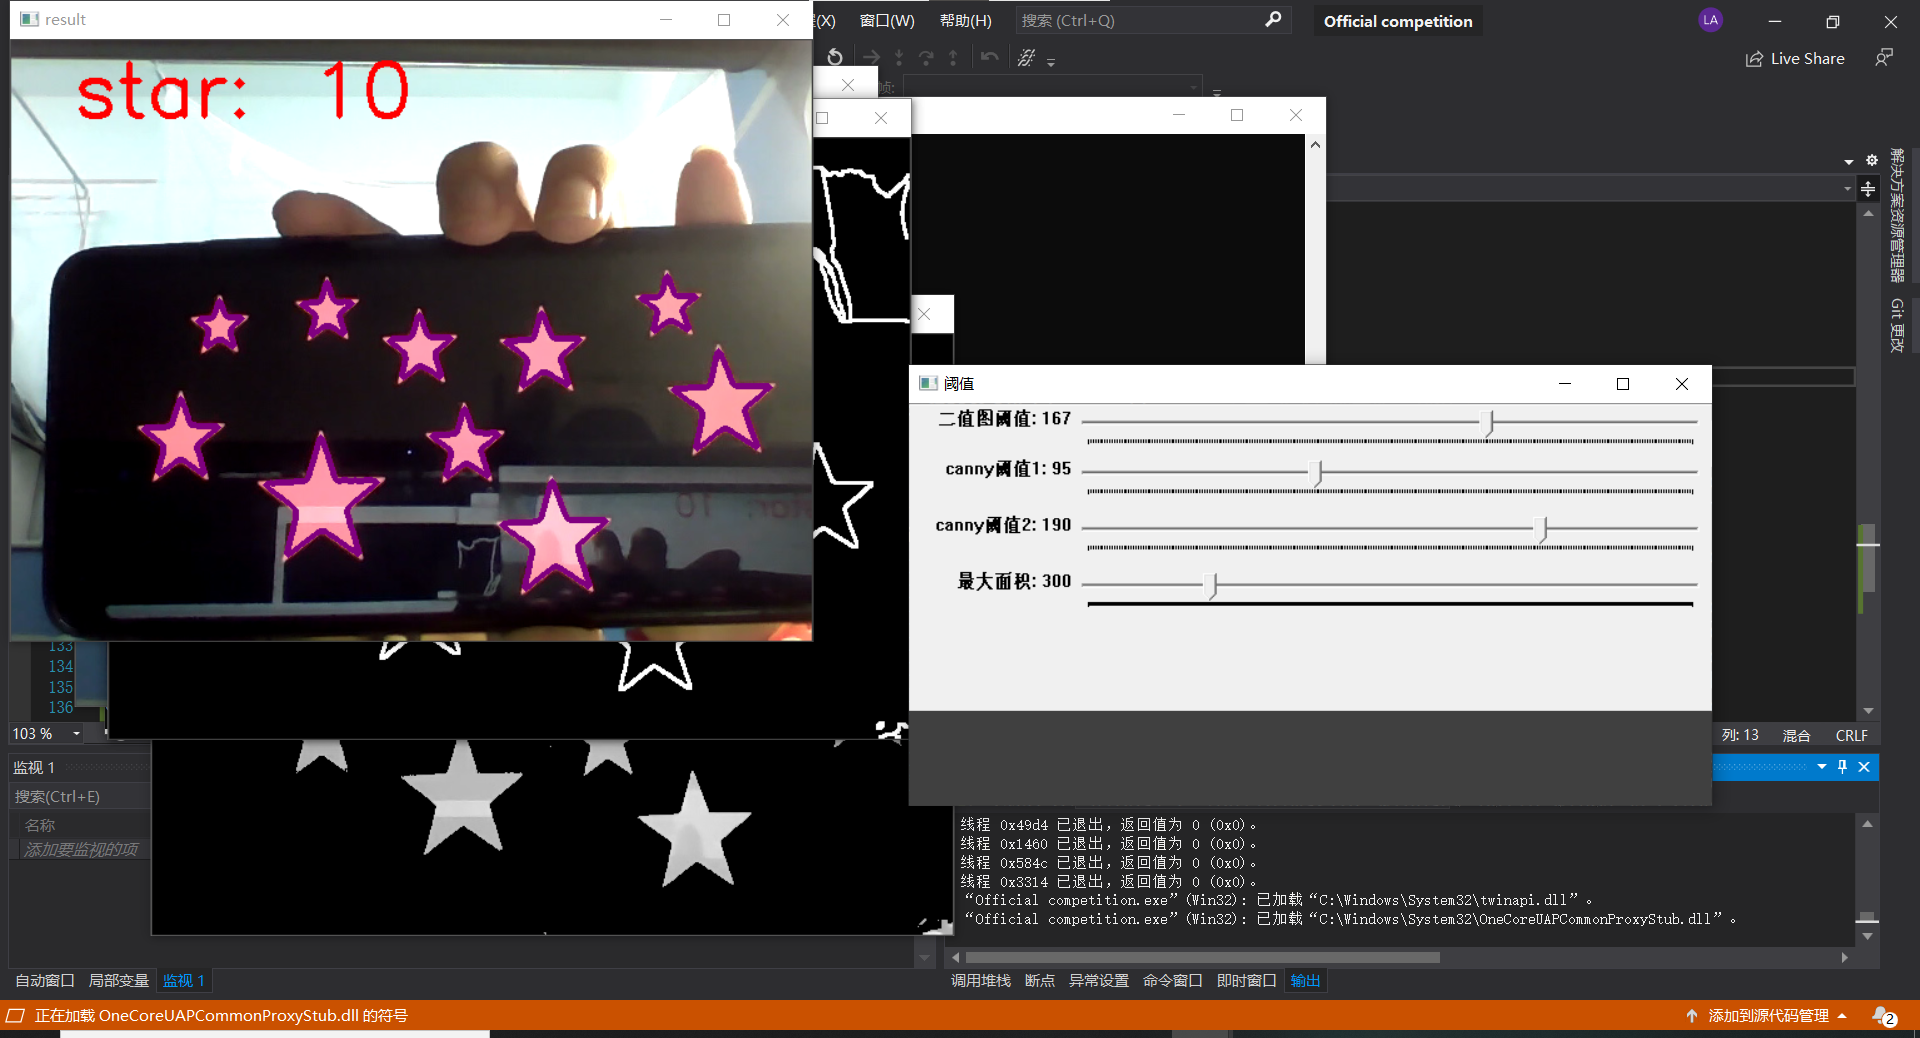 result
(X)
窗口(W)
帮助(H)
搜索 (Ctrl+Q)
Official competition
LA
Live Share
帧:
star: 10
解决方案资源管理器
Git 更改
阈值
二值图阈值: 167
canny阈值1: 95
canny阈值2: 190
最大面积: 300
133
134
135
136
103 %
列: 13
混合
CRLF
监视 1
搜索(Ctrl+E)
名称
添加要监视的项
线程 0x49d4 已退出，返回值为 0 (0x0)。
线程 0x1460 已退出，返回值为 0 (0x0)。
线程 0x584c 已退出，返回值为 0 (0x0)。
线程 0x3314 已退出，返回值为 0 (0x0)。
“Official competition.exe”(Win32): 已加载“C:\Windows\System32\twinapi.dll”。
“Official competition.exe”(Win32): 已加载“C:\Windows\System32\OneCoreUAPCommonProxyStub.dll”。
自动窗口
局部变量
监视 1
调用堆栈
断点
异常设置
命令窗口
即时窗口
输出
正在加载 OneCoreUAPCommonProxyStub.dll 的符号
添加到源代码管理
2